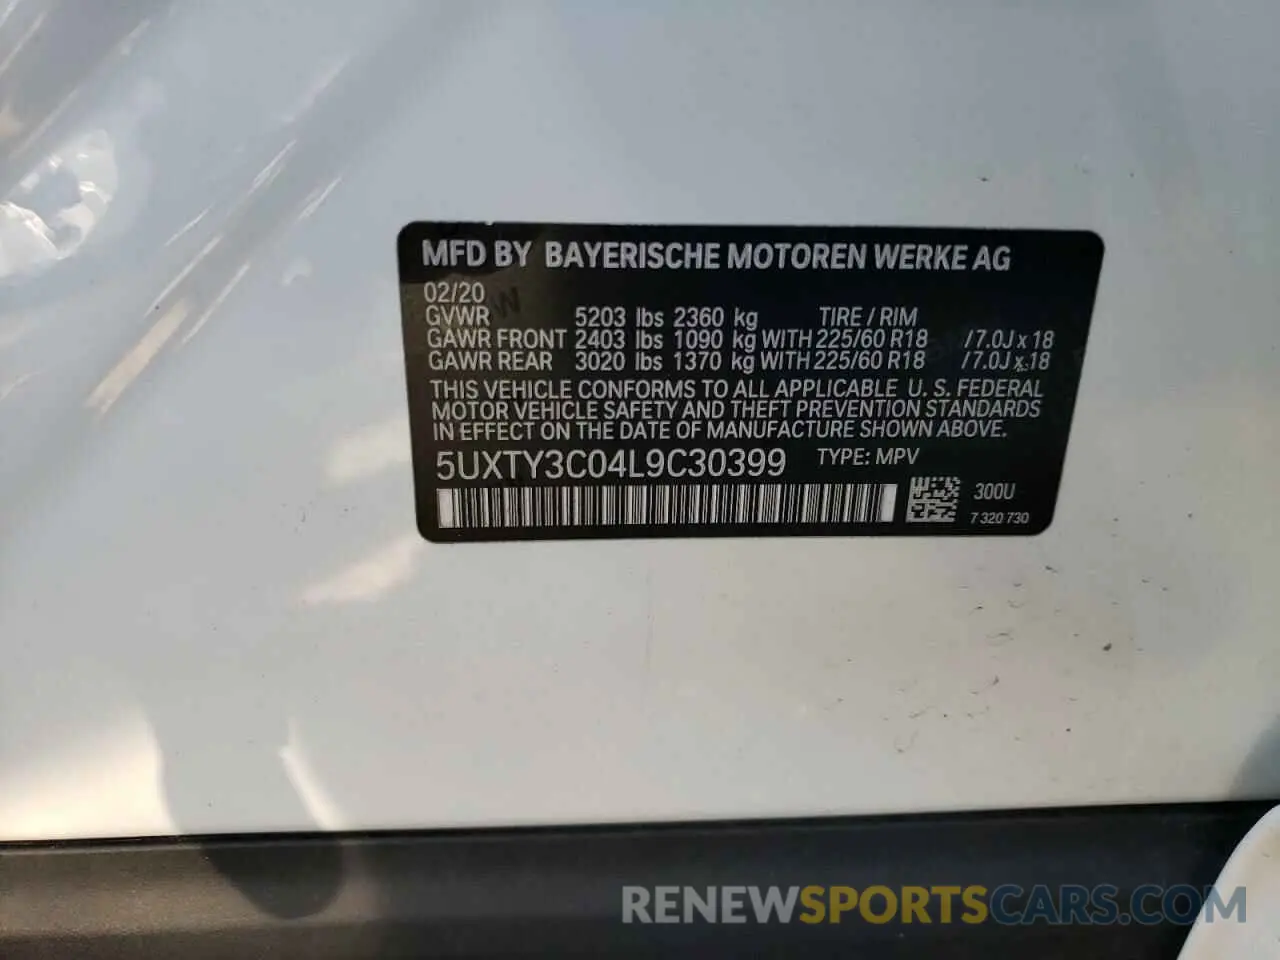 MFD BY BAYERISCHE MOTOREN WERKE AG
02/20
GVWR 5203 lbs 2360 kg TIRE / RIM
GAWR FRONT 2403 lbs 1090 kg WITH 225/60 R18 / 7.0J x 18
GAWR REAR 3020 lbs 1370 kg WITH 225/60 R18 / 7.0J x 18
THIS VEHICLE CONFORMS TO ALL APPLICABLE U. S. FEDERAL
MOTOR VEHICLE SAFETY AND THEFT PREVENTION STANDARDS
IN EFFECT ON THE DATE OF MANUFACTURE SHOWN ABOVE.
5UXTY3C04L9C30399 TYPE: MPV
300U
7 320 730
RENEWSPORTSCARS.COM